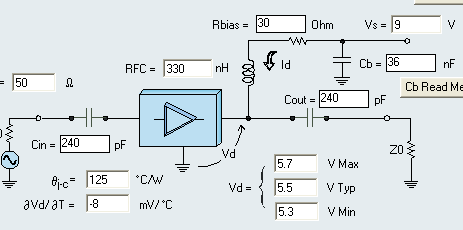 Rbias = 30 Ohm Vs = 9 V
RFC = 330 nH Id Cb = 36 nF
= 50 Ω Cb Read Me
Cout = 240 pF
Cin = 240 pF Vd Z0
θj-c = 125 °C/W
∂Vd/∂T = -8 mV/°C
Vd = 5.7 V Max
5.5 V Typ
5.3 V Min